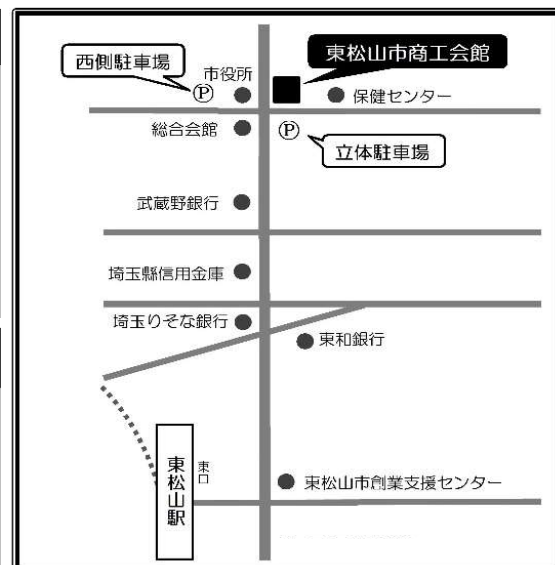 東松山市商工会館
西側駐車場
市役所
Ⓟ
保健センター
総合会館
Ⓟ
立体駐車場
武蔵野銀行
埼玉縣信用金庫
埼玉りそな銀行
東和銀行
東松山駅
東口
東松山市創業支援センター